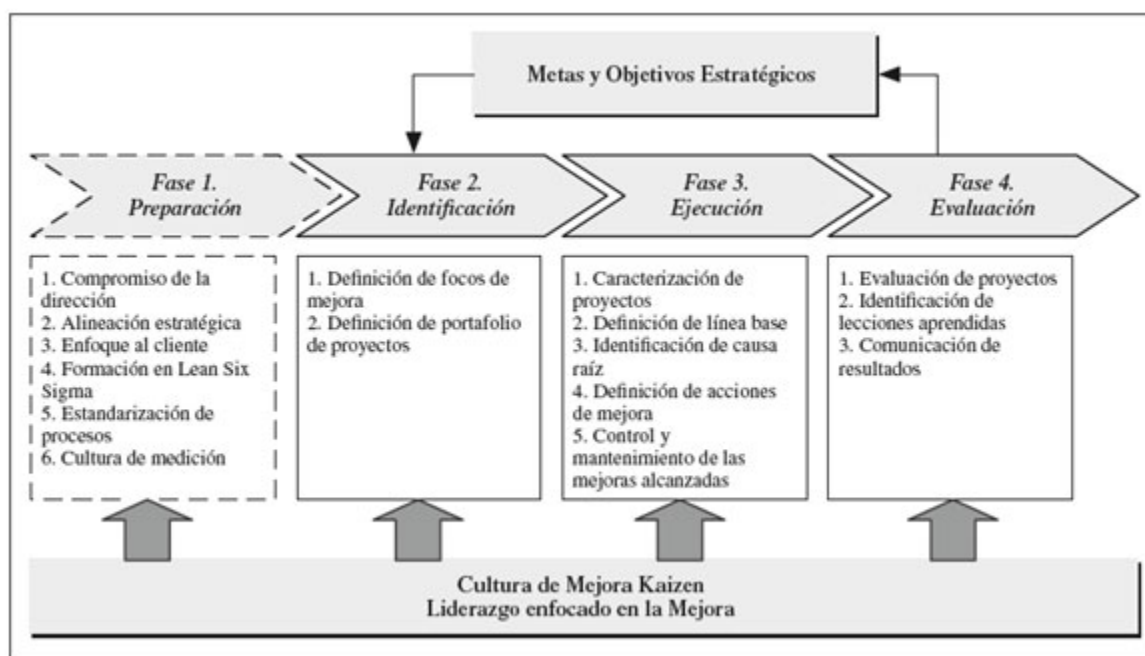 Metas y Objetivos Estratégicos
Fase 1.
Preparación
Fase 2.
Identificación
Fase 3.
Ejecución
Fase 4.
Evaluación
1. Compromiso de la
dirección
2. Alineación estratégica
3. Enfoque al cliente
4. Formación en Lean Six
Sigma
5. Estandarización de
procesos
6. Cultura de medición
1. Definición de focos de
mejora
2. Definición de portafolio
de proyectos
1. Caracterización de
proyectos
2. Definición de línea base
3. Identificación de causa
raíz
4. Definición de acciones
de mejora
5. Control y
mantenimiento de las
mejoras alcanzadas
1. Evaluación de proyectos
2. Identificación de
lecciones aprendidas
3. Comunicación de
resultados
Cultura de Mejora Kaizen
Liderazgo enfocado en la Mejora